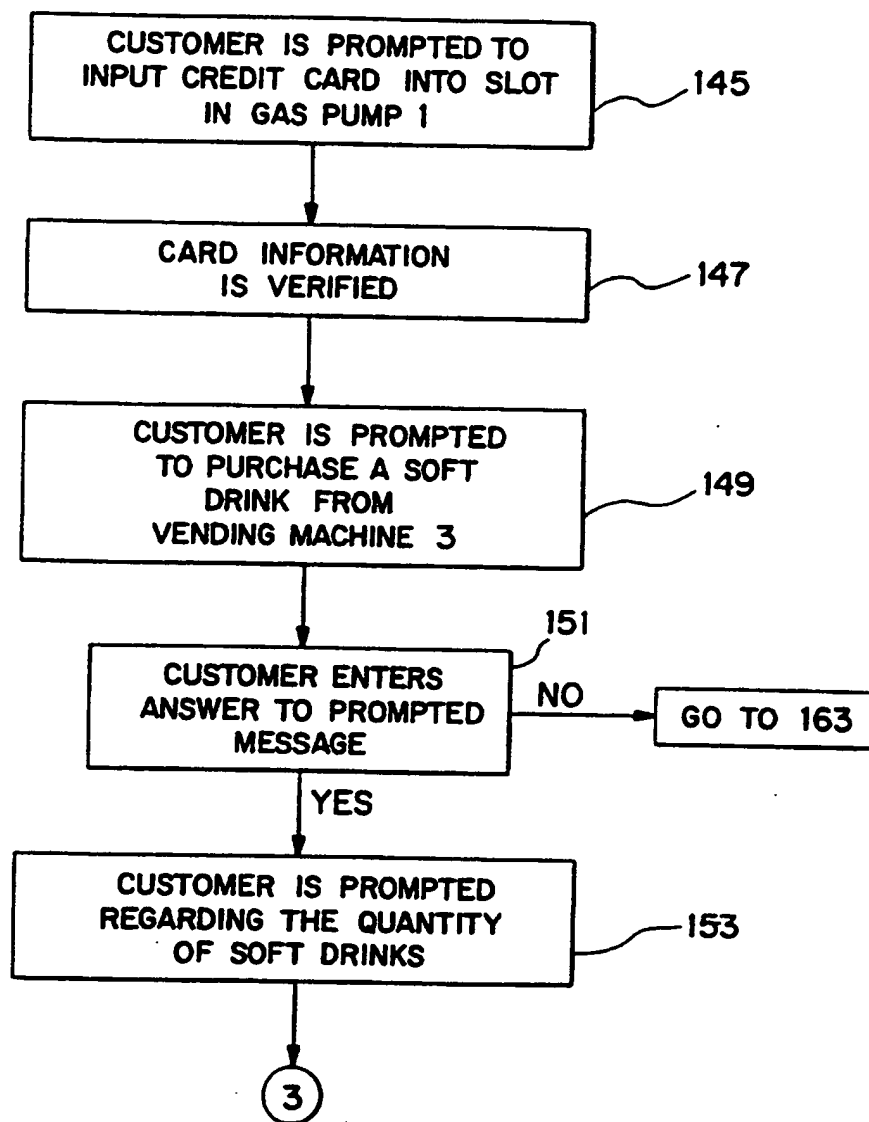 CUSTOMER IS PROMPTED TO
INPUT CREDIT CARD INTO SLOT
IN GAS PUMP 1
145
CARD INFORMATION
IS VERIFIED
147
CUSTOMER IS PROMPTED
TO PURCHASE A SOFT
DRINK FROM
VENDING MACHINE 3
149
151
CUSTOMER ENTERS
ANSWER TO PROMPTED
MESSAGE
NO
GO TO 163
YES
CUSTOMER IS PROMPTED
REGARDING THE QUANTITY
OF SOFT DRINKS
153
3